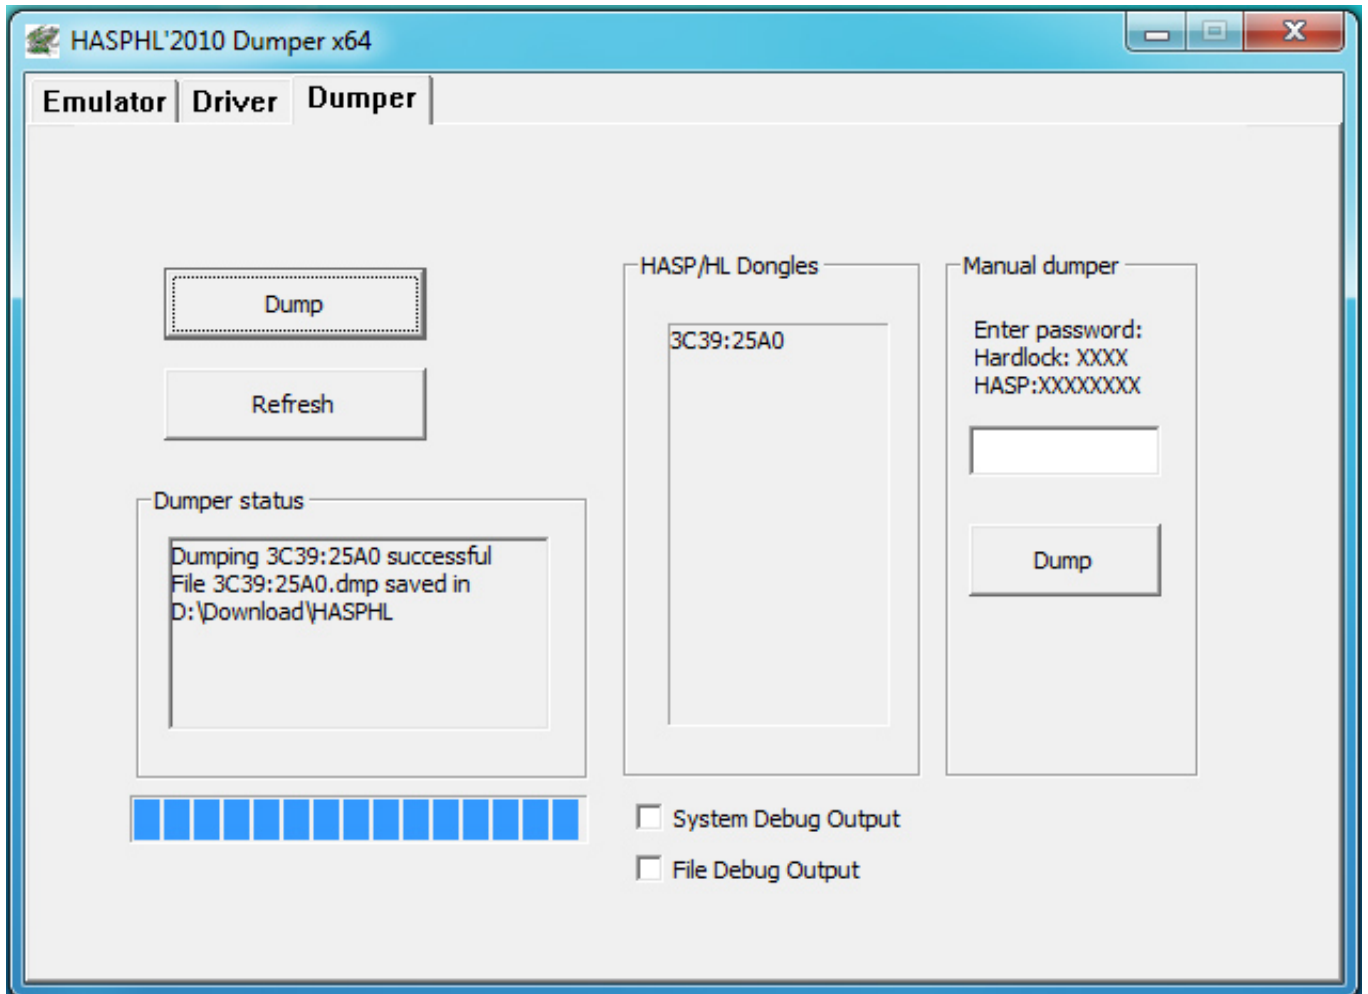 HASPHL'2010 Dumper x64
Emulator Driver Dumper
Dump
Refresh
Dumper status
Dumping 3C39:25A0 successful
File 3C39:25A0.dmp saved in
D:\Download\HASPHL
HASP/HL Dongles
3C39:25A0
System Debug Output
File Debug Output
Manual dumper
Enter password:
Hardlock: XXXX
HASP:XXXXXXXX
Dump